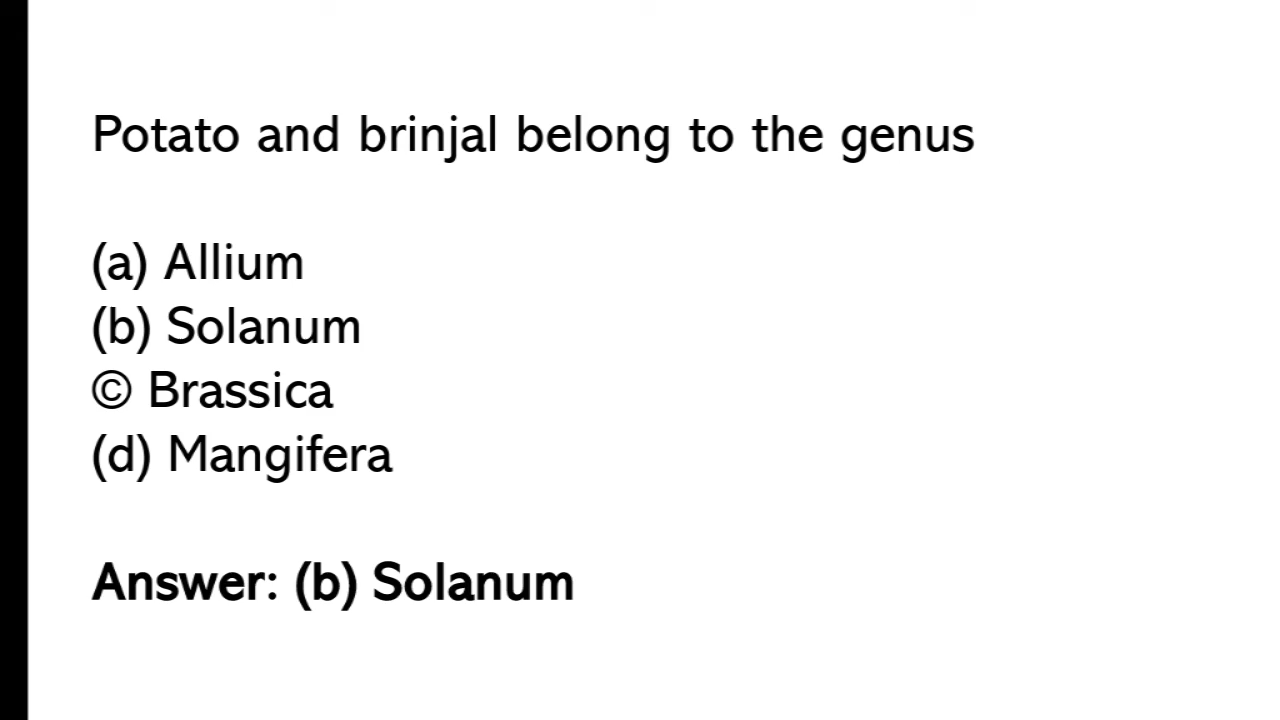 Potato and brinjal belong to the genus
(a) Allium
(b) Solanum
© Brassica
(d) Mangifera
Answer: (b) Solanum